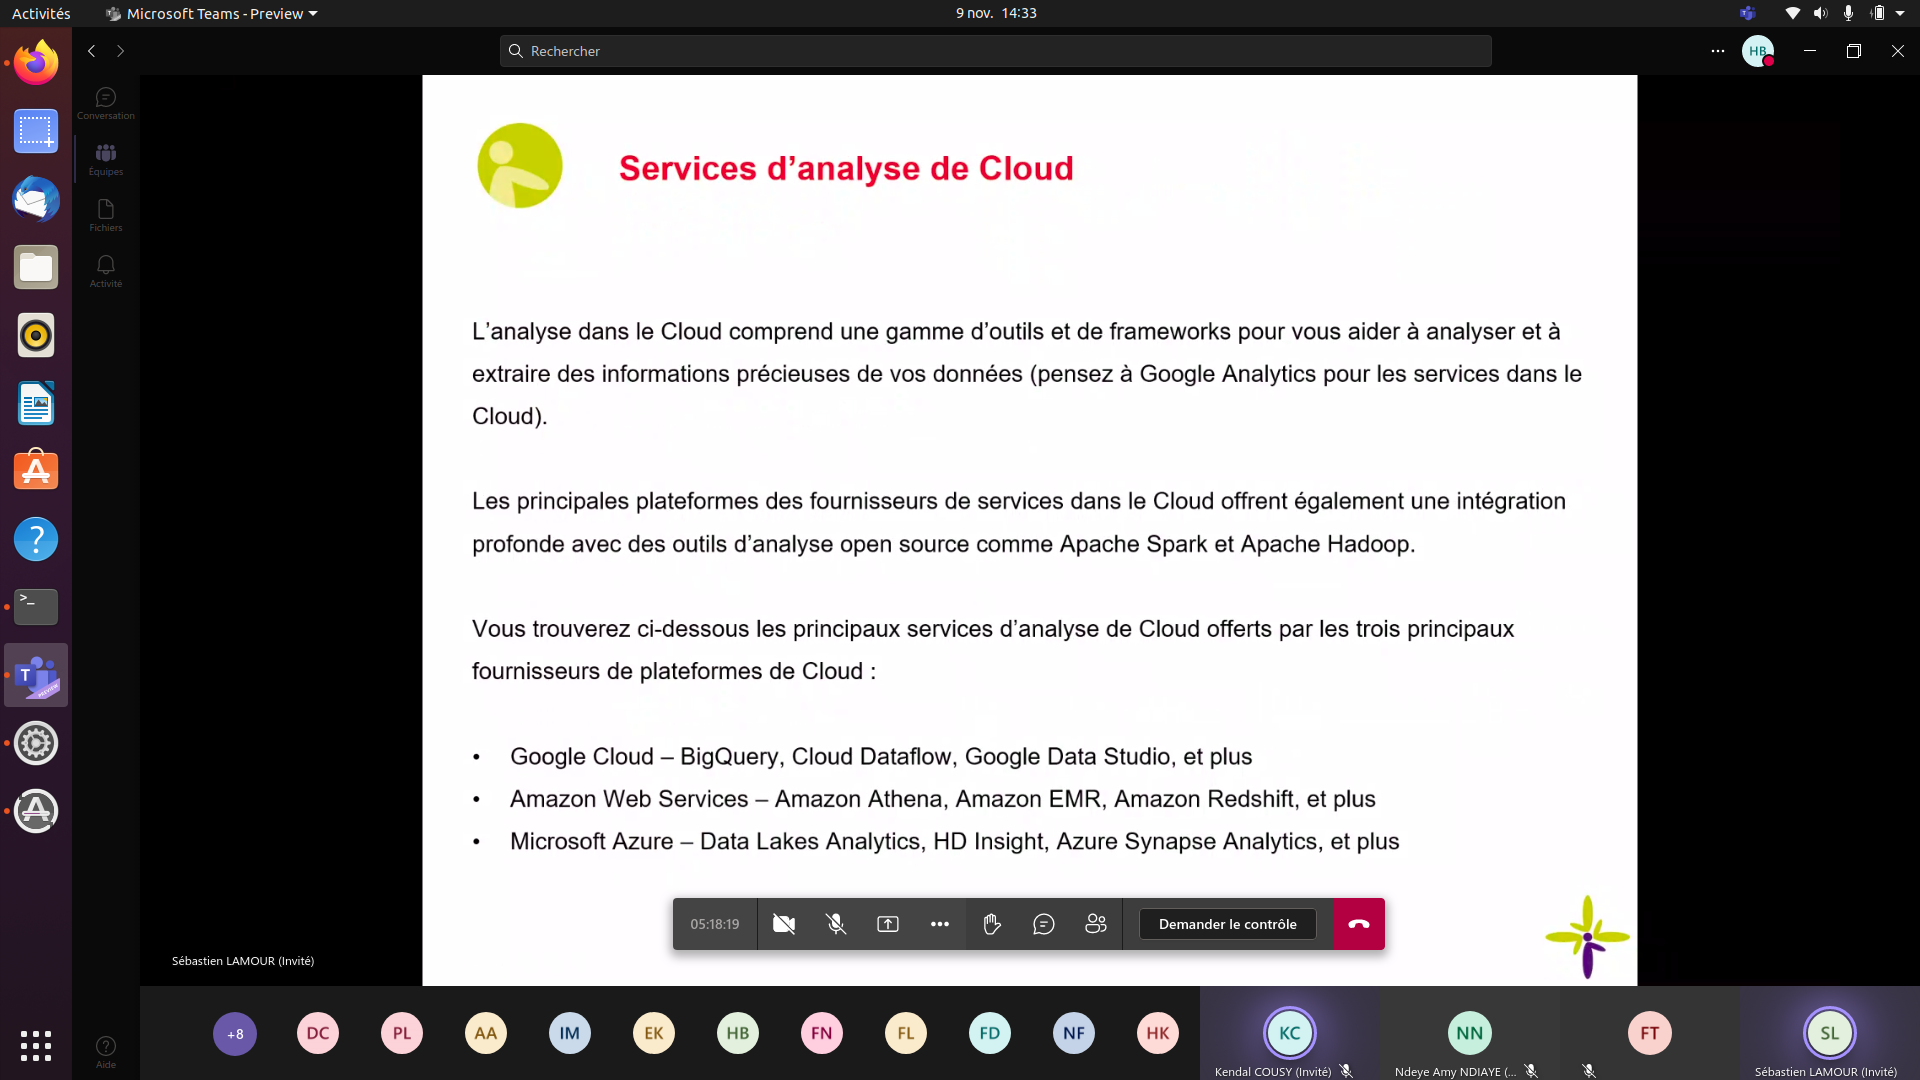 Activités
Microsoft Teams - Preview
9 nov. 14:33
Rechercher
HB
Conversation
Équipes
Fichiers
Activité
Services d’analyse de Cloud
L’analyse dans le Cloud comprend une gamme d’outils et de frameworks pour vous aider à analyser et à
extraire des informations précieuses de vos données (pensez à Google Analytics pour les services dans le
Cloud).
Les principales plateformes des fournisseurs de services dans le Cloud offrent également une intégration
profonde avec des outils d’analyse open source comme Apache Spark et Apache Hadoop.
Vous trouverez ci-dessous les principaux services d’analyse de Cloud offerts par les trois principaux
fournisseurs de plateformes de Cloud :
• Google Cloud – BigQuery, Cloud Dataflow, Google Data Studio, et plus
• Amazon Web Services – Amazon Athena, Amazon EMR, Amazon Redshift, et plus
• Microsoft Azure – Data Lakes Analytics, HD Insight, Azure Synapse Analytics, et plus
05:18:19
Demander le contrôle
Sébastien LAMOUR (Invité)
+8
DC
PL
AA
IM
EK
HB
FN
FL
FD
NF
HK
KC
NN
FT
SL
Kendal COUSY (Invité)
Ndeye Amy NDIAYE (...
Sébastien LAMOUR (Invité)
Aide